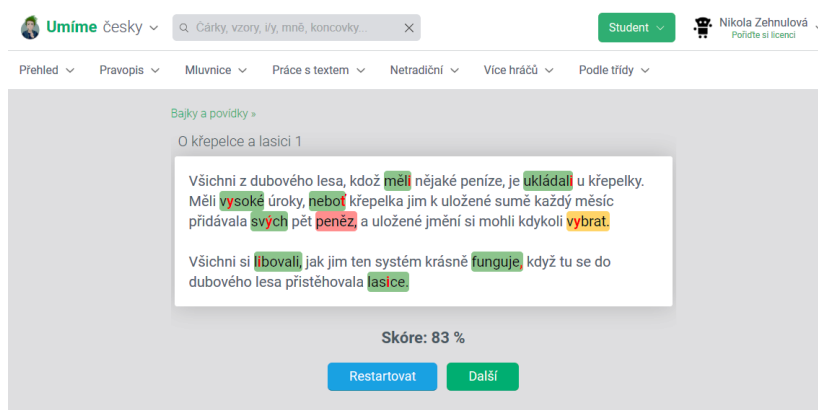 Umíme česky
Čárky, vzory, i/y, mně, koncovky...
Student
Nikola Zehnulová
Pořiďte si licenci
Přehled Pravopis Mluvnice Práce s textem Netradiční Více hráčů Podle třídy
Bajky a povídky »
O křepelce a lasici 1
Všichni z dubového lesa, kdož měli nějaké peníze, je ukládali u křepelky.
Měli vysoké úroky, neboť křepelka jim k uložené sumě každý měsíc
přidávala svých pět peněz, a uložené jmění si mohli kdykoli vybrat.
Všichni si libovali, jak jim ten systém krásně funguje, když tu se do
dubového lesa přistěhovala lasice.
Skóre: 83 %
Restartovat Další